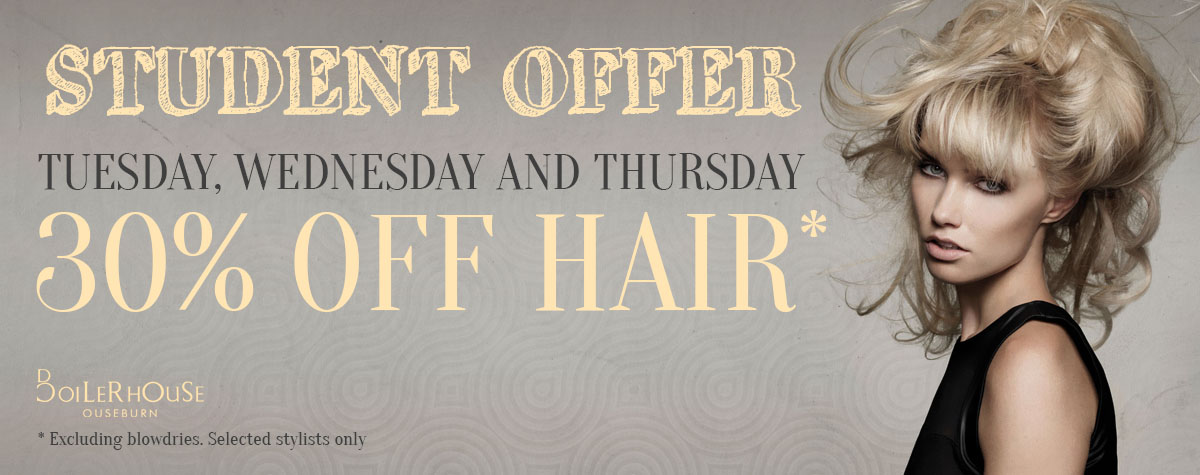 STUDENT OFFER
TUESDAY, WEDNESDAY AND THURSDAY
30% OFF HAIR*
BOILERHOUSE
OUSEBURN
* Excluding blowdries. Selected stylists only